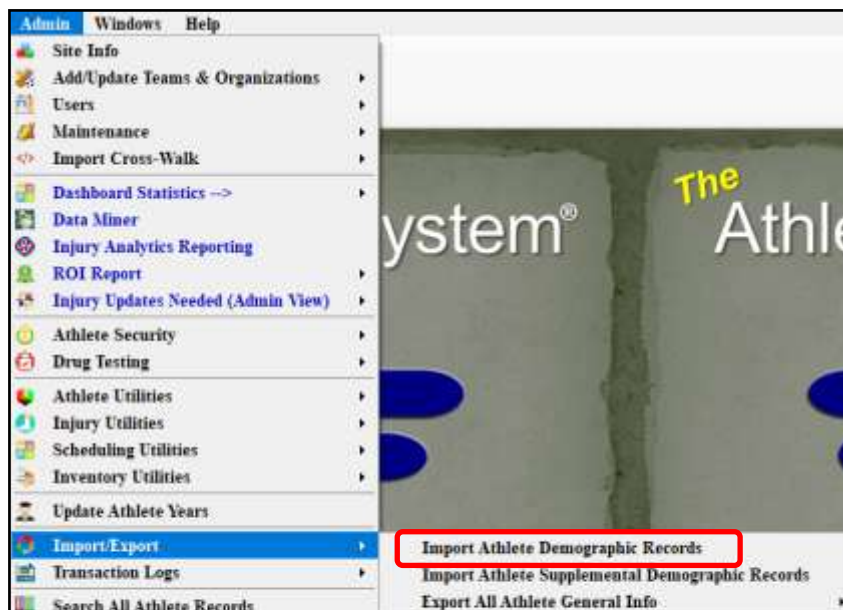 Admin Windows Help
Site Info
Add/Update Teams & Organizations
Users
Maintenance
Import Cross-Walk
Dashboard Statistics -->
Data Miner
Injury Analytics Reporting
ROI Report
Injury Updates Needed (Admin View)
Athlete Security
Drug Testing
Athlete Utilities
Injury Utilities
Scheduling Utilities
Inventory Utilities
Update Athlete Years
Import/Export
Transaction Logs
Search All Athlete Records
Import Athlete Demographic Records
Import Athlete Supplemental Demographic Records
Export All Athlete General Info
ystem®
The
Athle